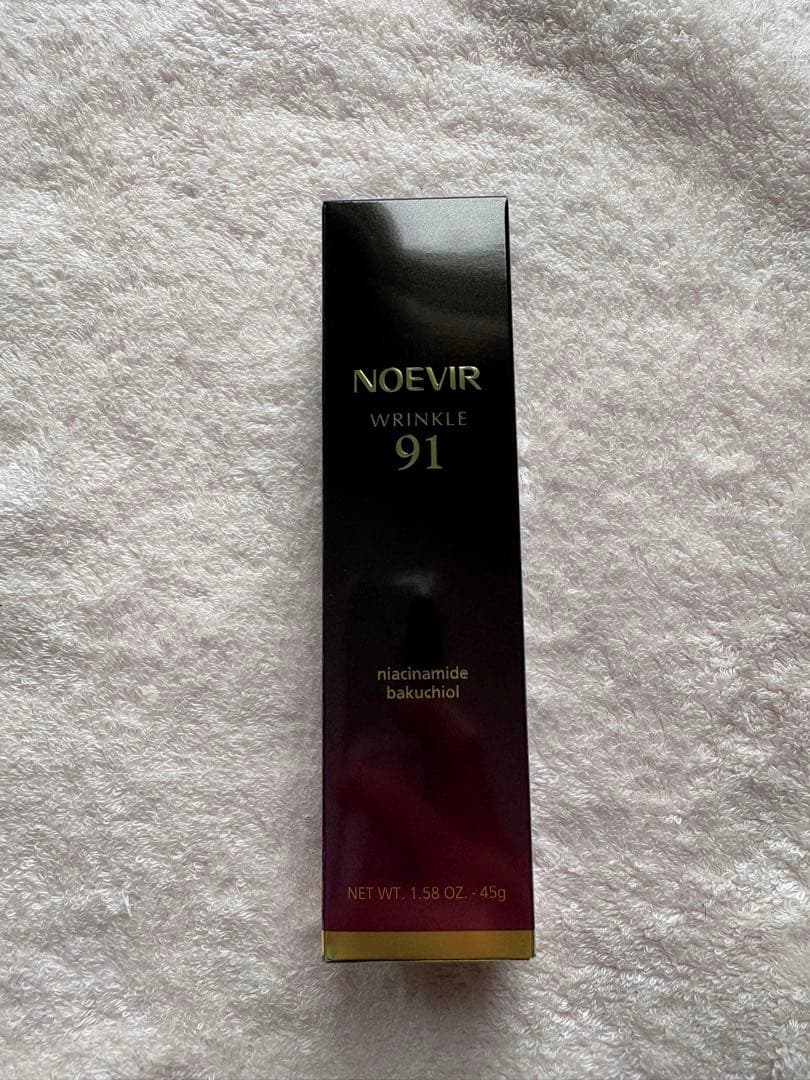 NOEVIR
WRINKLE
91
niacinamide
bakuchiol
NET WT. 1.58 OZ. - 45g